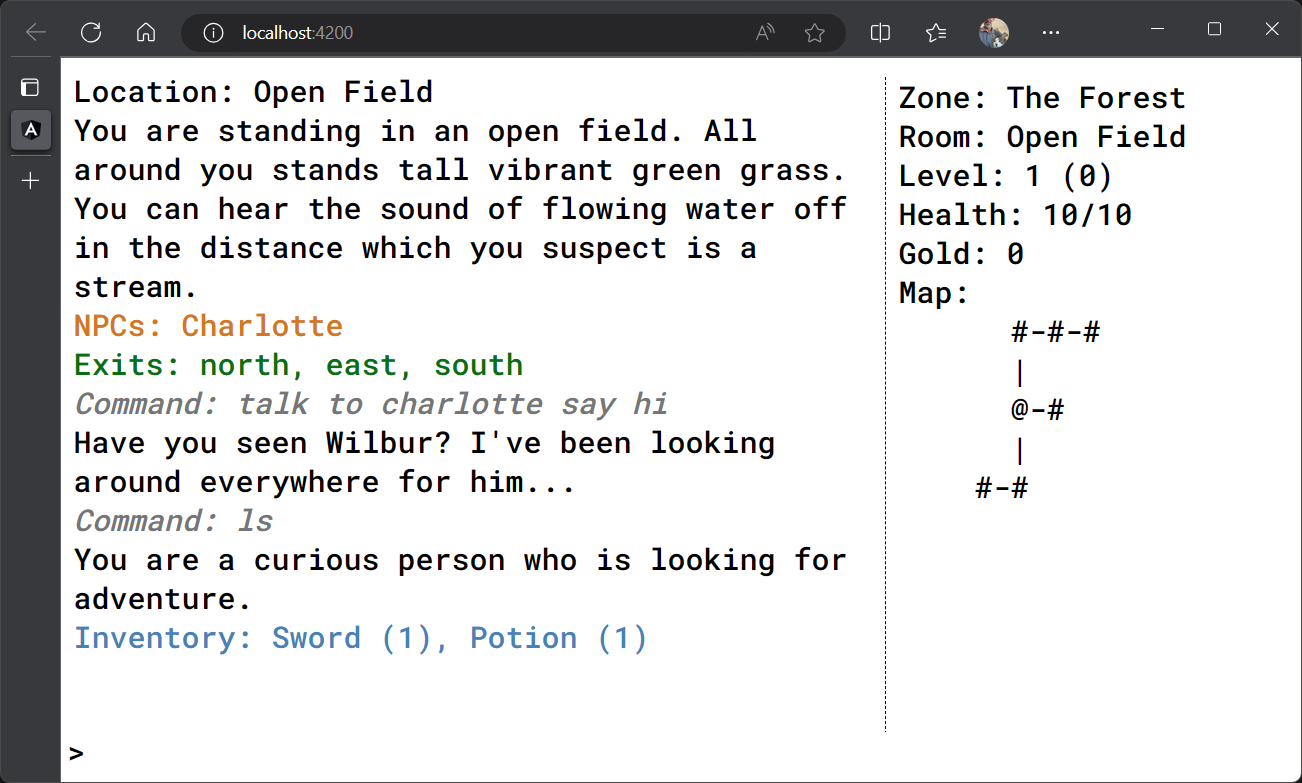 localhost:4200
Location: Open Field
You are standing in an open field. All
around you stands tall vibrant green grass.
You can hear the sound of flowing water off
in the distance which you suspect is a
stream.
NPCs: Charlotte
Exits: north, east, south
Command: talk to charlotte say hi
Have you seen Wilbur? I've been looking
around everywhere for him...
Command: ls
You are a curious person who is looking for
adventure.
Inventory: Sword (1), Potion (1)
>
Zone: The Forest
Room: Open Field
Level: 1 (0)
Health: 10/10
Gold: 0
Map:
#-#-#
|
@-#
|
#-#